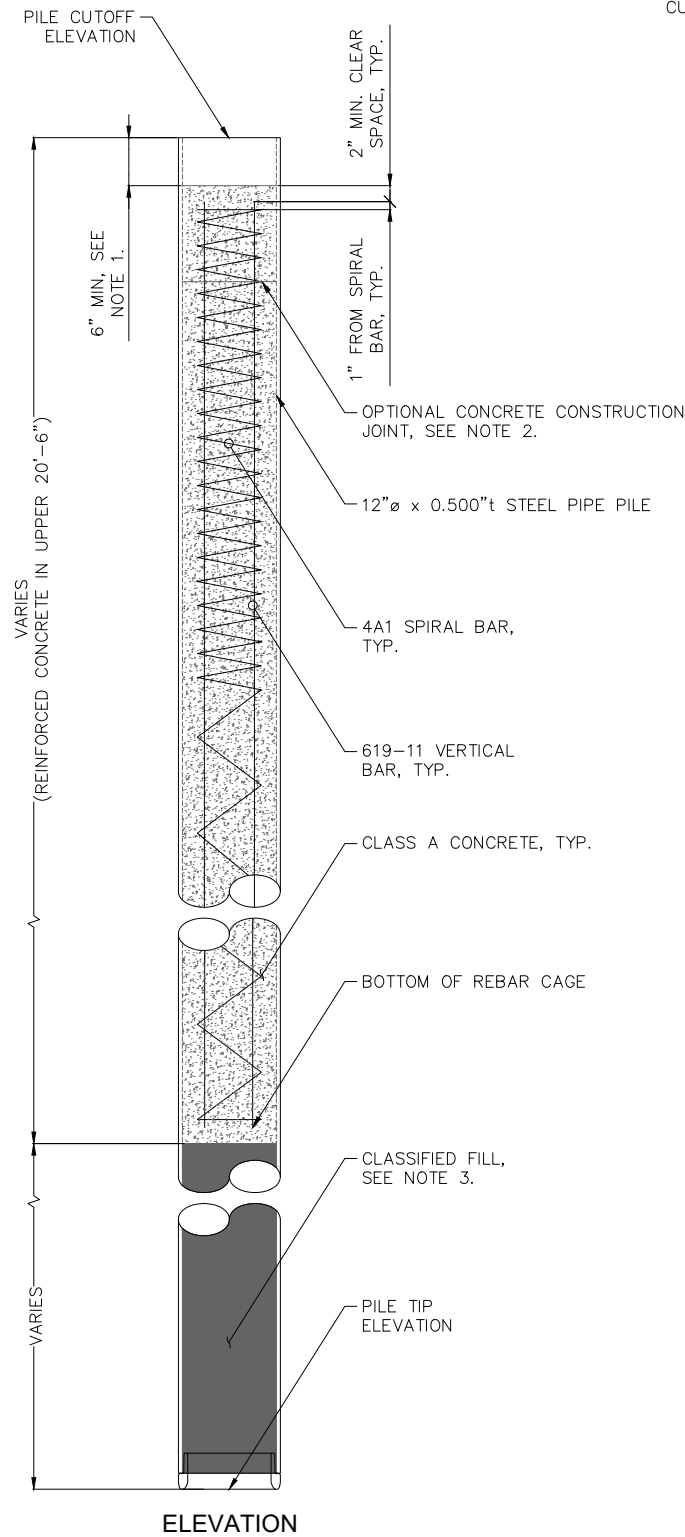 PILE CUTOFF
ELEVATION
CU
2" MIN. CLEAR
SPACE, TYP.
6" MIN, SEE
NOTE 1.
1" FROM SPIRAL
BAR, TYP.
OPTIONAL CONCRETE CONSTRUCTION
JOINT, SEE NOTE 2.
12"ø x 0.500"t STEEL PIPE PILE
VARIES
(REINFORCED CONCRETE IN UPPER 20'-6")
4A1 SPIRAL BAR,
TYP.
619-11 VERTICAL
BAR, TYP.
CLASS A CONCRETE, TYP.
BOTTOM OF REBAR CAGE
CLASSIFIED FILL,
SEE NOTE 3.
VARIES
PILE TIP
ELEVATION
ELEVATION